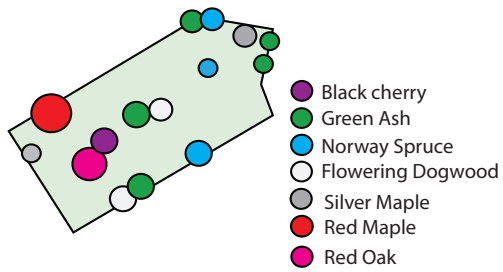 Black cherry
Green Ash
Norway Spruce
Flowering Dogwood
Silver Maple
Red Maple
Red Oak